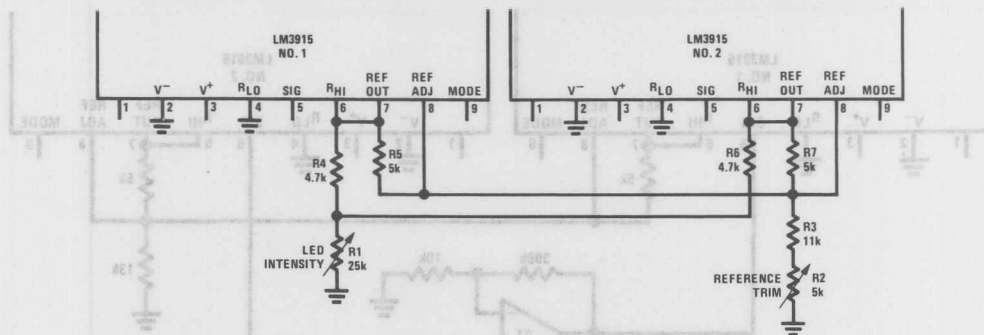 LM3915
NO. 1
REF
REF
V−
V+
RLO
SIG
RHI
OUT
ADJ
MODE
1
2
3
4
5
6
7
8
9
LM3915
NO. 2
REF
REF
V−
V+
RLO
SIG
RHI
OUT
ADJ
MODE
1
2
3
4
5
6
7
8
9
R4
4.7k
R5
5k
R6
4.7k
R7
5k
LED
INTENSITY
R1
25k
R3
11k
REFERENCE
TRIM
R2
5k